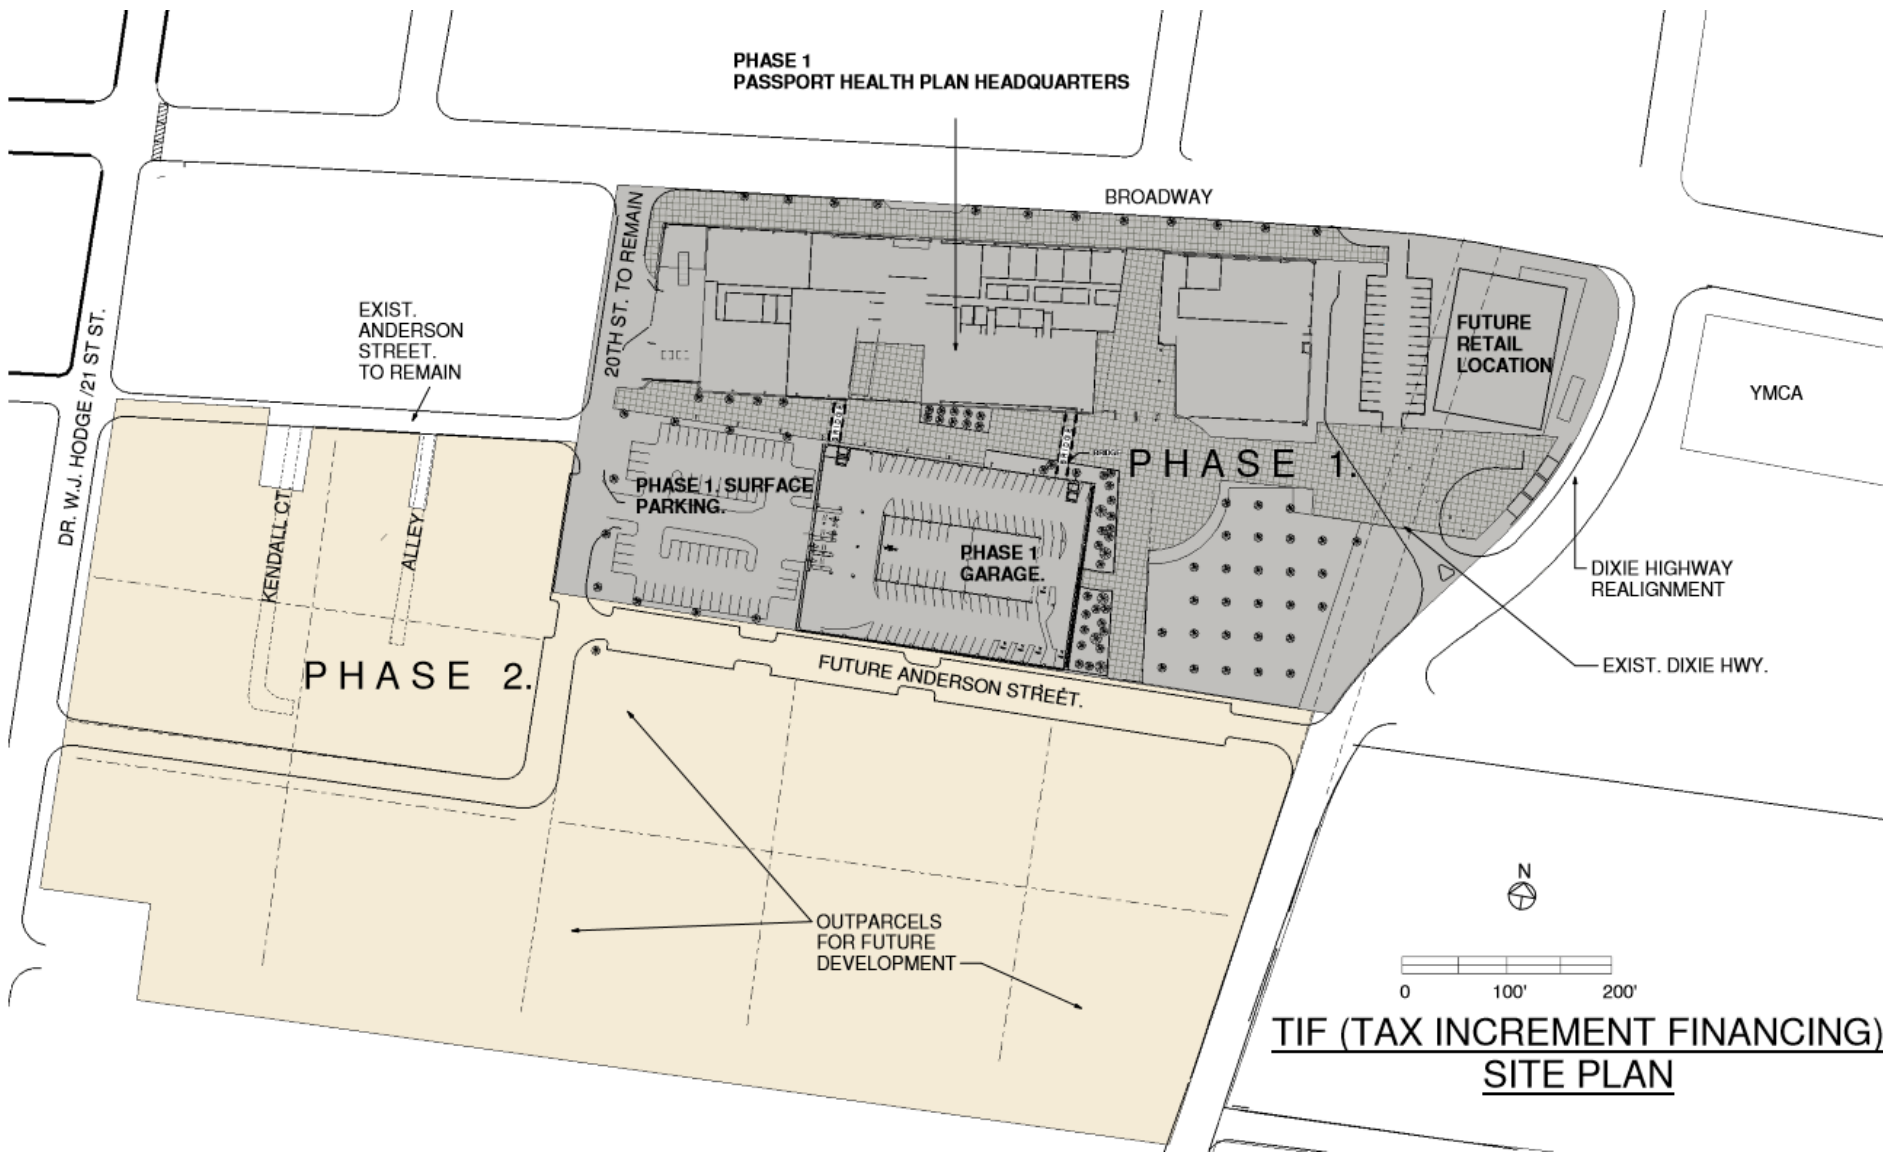 PHASE 1
PASSPORT HEALTH PLAN HEADQUARTERS
BROADWAY
20TH ST. TO REMAIN
EXIST.
ANDERSON
STREET.
TO REMAIN
DR. W.J. HODGE /21 ST ST.
FUTURE
RETAIL
LOCATION
YMCA
BRIDGE
BRIDGE
BRIDGE
PHASE 1.
PHASE 1. SURFACE
PARKING.
PHASE 1
GARAGE.
KENDALL CT
ALLEY
DIXIE HIGHWAY
REALIGNMENT
EXIST. DIXIE HWY.
PHASE 2.
FUTURE ANDERSON STREET.
OUTPARCELS
FOR FUTURE
DEVELOPMENT
N
0 100' 200'
TIF (TAX INCREMENT FINANCING)
SITE PLAN